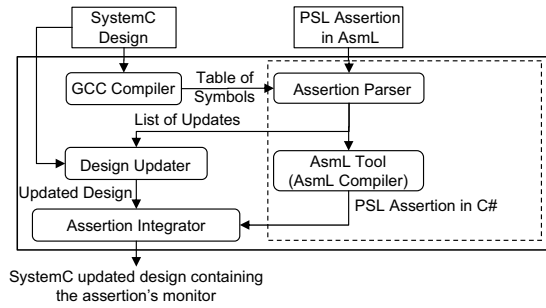 SystemC
Design
PSL Assertion
in AsmL
GCC Compiler
Table of
Symbols
Assertion Parser
List of Updates
Design Updater
AsmL Tool
(AsmL Compiler)
Updated Design
PSL Assertion in C#
Assertion Integrator
SystemC updated design containing
the assertion's monitor